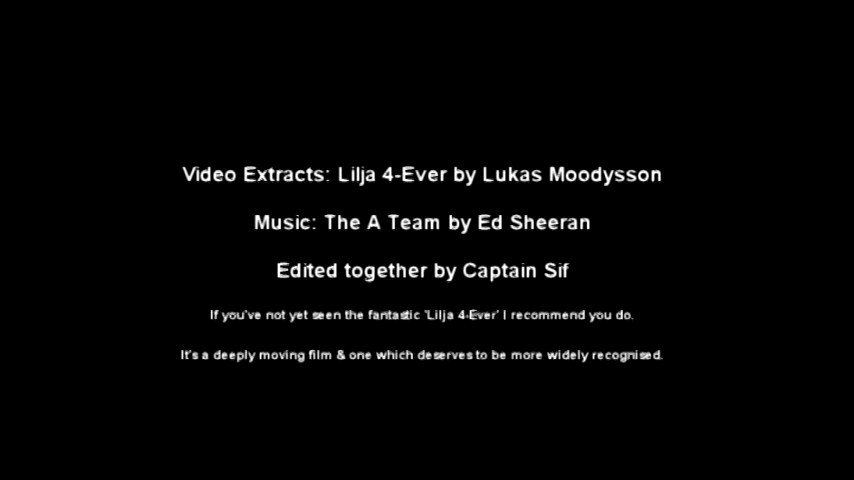 Video Extracts: Lilja 4-Ever by Lukas Moodysson
Music: The A Team by Ed Sheeran
Edited together by Captain Sif
If you've not yet seen the fantastic 'Lilja 4-Ever' I recommend you do.
It's a deeply moving film & one which deserves to be more widely recognised.